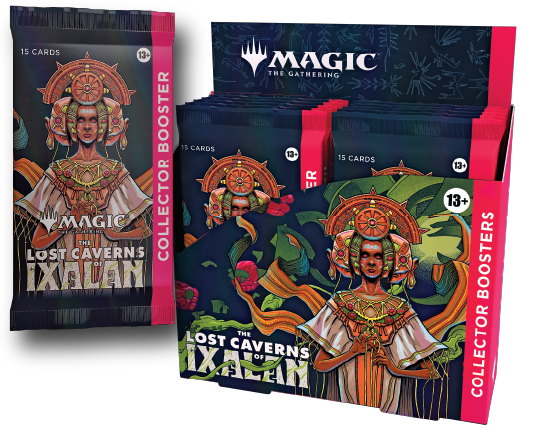 15 CARDS
13+
COLLECTOR BOOSTER
MAGIC
THE GATHERING
THE
LOST CAVERNS
OF
IXALAN
MAGIC
THE GATHERING
15 CARDS
13+
BOOSTER
15 CARDS
13+
13+
COLLECTOR BOOSTERS
THE
LOST CAVERNS
OF
IXALAN